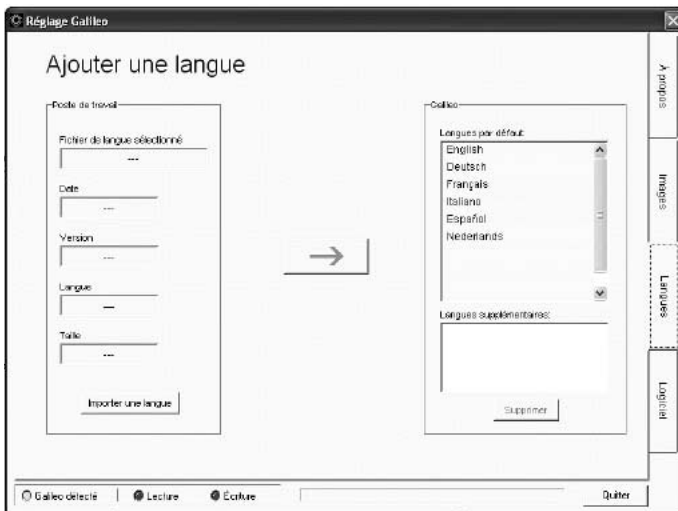 Réglage Galileo
Ajouter une langue
Poste de travail
Fichier de langue sélectionné
---
Date
---
Version
---
Langue
---
Taille
---
Importer une langue
Galileo
Langues par défaut
English
Deutsch
Français
Italiano
Español
Nederlands
Langues supplémentaires:
Supprimer
À propos
Images
Langues
Logiciel
Galileo détecté
Lecture
Écriture
Quitter